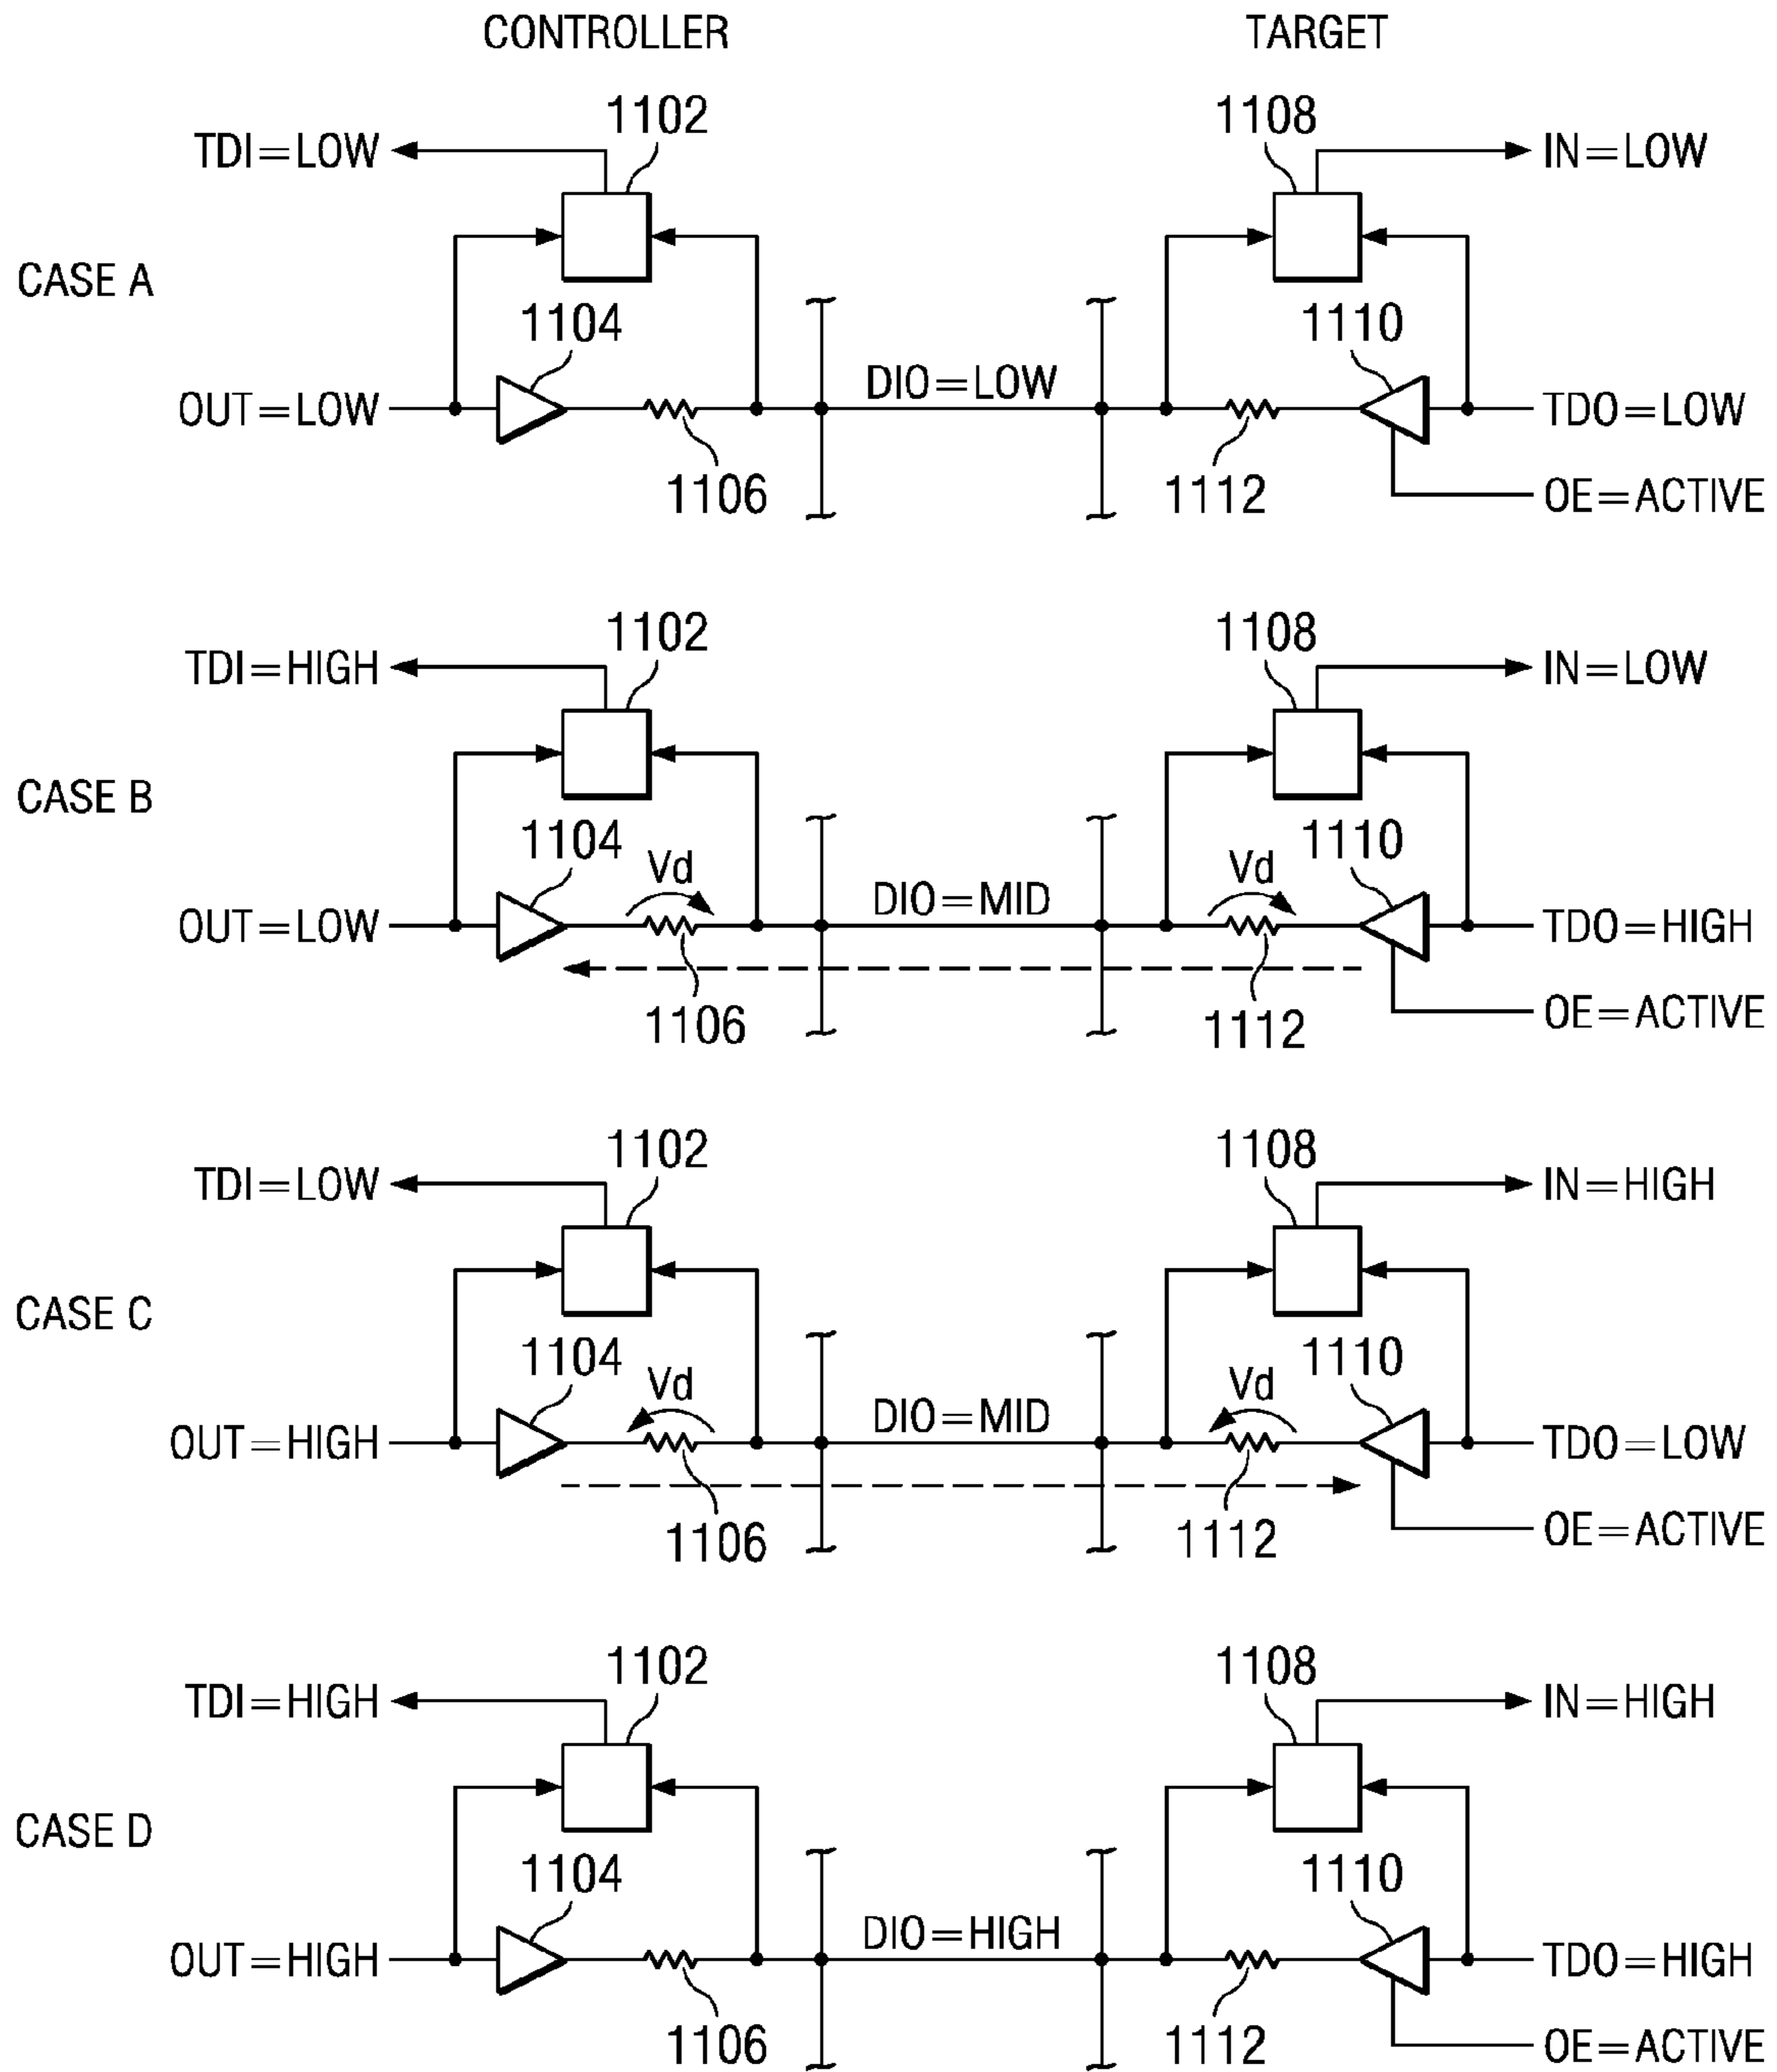 CONTROLLER TARGET
1102 1108
TDI=LOW IN=LOW
CASE A
1104 1110
OUT=LOW DIO=LOW TDO=LOW
1106 1112 OE=ACTIVE
1102 1108
TDI=HIGH IN=LOW
CASE B
1104 1110
Vd Vd
OUT=LOW DIO=MID TDO=HIGH
1106 1112 OE=ACTIVE
1102 1108
TDI=LOW IN=HIGH
CASE C
1104 1110
Vd Vd
OUT=HIGH DIO=MID TDO=LOW
1106 1112 OE=ACTIVE
1102 1108
TDI=HIGH IN=HIGH
CASE D
1104 1110
OUT=HIGH DIO=HIGH TDO=HIGH
1106 1112 OE=ACTIVE